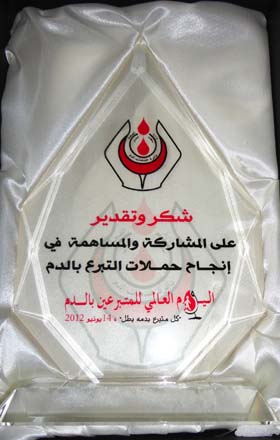 شكر وتقدير
على المشاركة والمساهمة في
إنجاح حملات التبرع بالدم
اليوم العالمي للمتبرعين بالدم
"كل متبرع بدمه بطل" 14 يونيو 2012